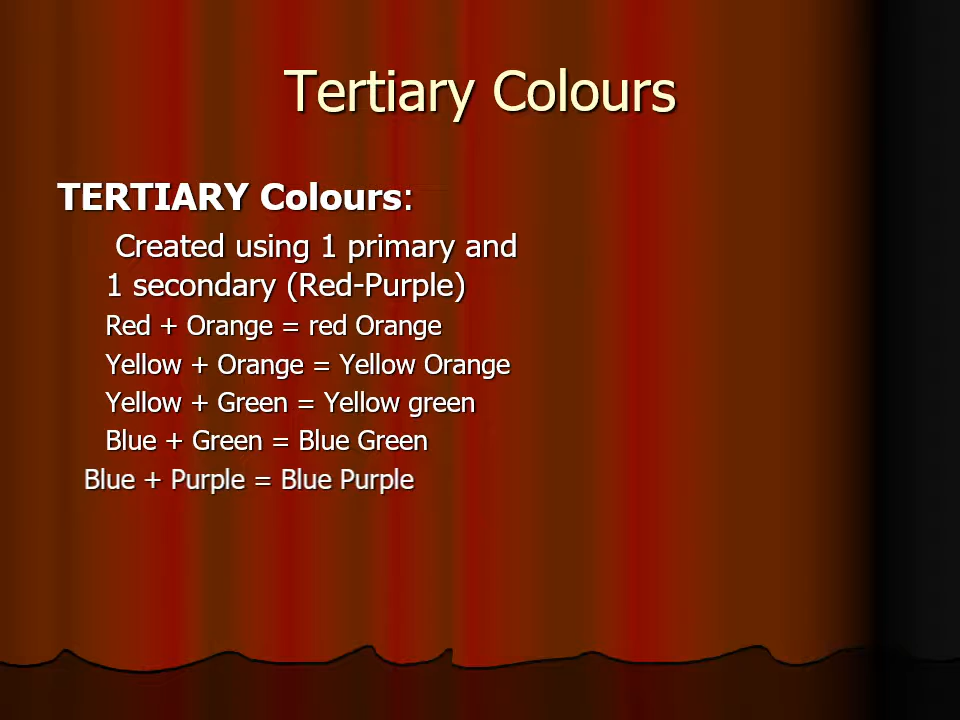 Tertiary Colours
TERTIARY Colours:
Created using 1 primary and
1 secondary (Red-Purple)
Red + Orange = red Orange
Yellow + Orange = Yellow Orange
Yellow + Green = Yellow green
Blue + Green = Blue Green
Blue + Purple = Blue Purple